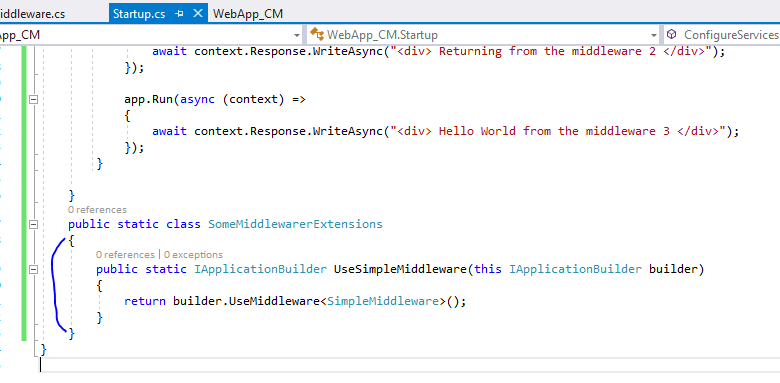 iddleware.cs Startup.cs WebApp_CM
pp_CM WebApp_CM.Startup ConfigureServices
await context.Response.WriteAsync("<div> Returning from the middleware 2 </div>");
});
app.Run(async (context) =>
{
await context.Response.WriteAsync("<div> Hello World from the middleware 3 </div>");
});
}
}
0 references
public static class SomeMiddlewarerExtensions
{
0 references | 0 exceptions
public static IApplicationBuilder UseSimpleMiddleware(this IApplicationBuilder builder)
{
return builder.UseMiddleware<SimpleMiddleware>();
}
}
}